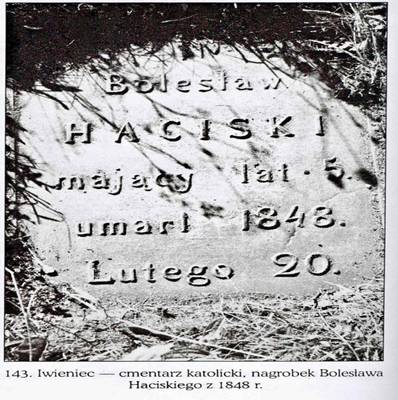 Bolesław
HACISKI
mający lat 5.
umarł 1848.
Lutego 20.
143. Iwieniec — cmentarz katolicki, nagrobek Bolesława
Haciskiego z 1848 r.